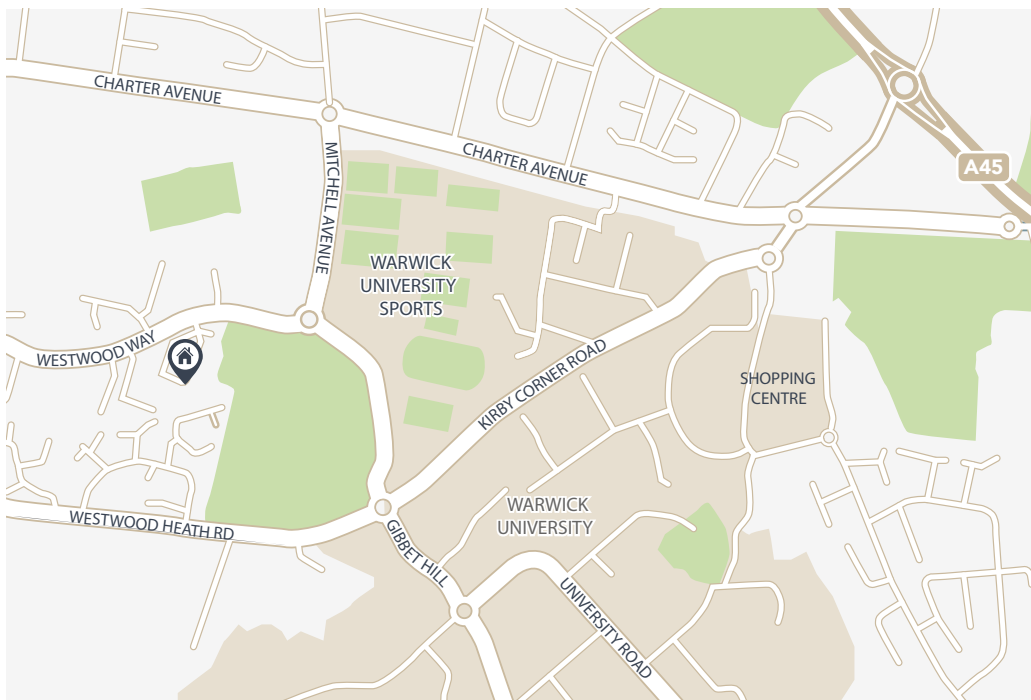 CHARTER AVENUE
CHARTER AVENUE
A45
MITCHELL AVENUE
WARWICK
UNIVERSITY
SPORTS
WESTWOOD WAY
KIRBY CORNER ROAD
SHOPPING
CENTRE
WARWICK
UNIVERSITY
WESTWOOD HEATH RD
GIBBET HILL
UNIVERSITY ROAD